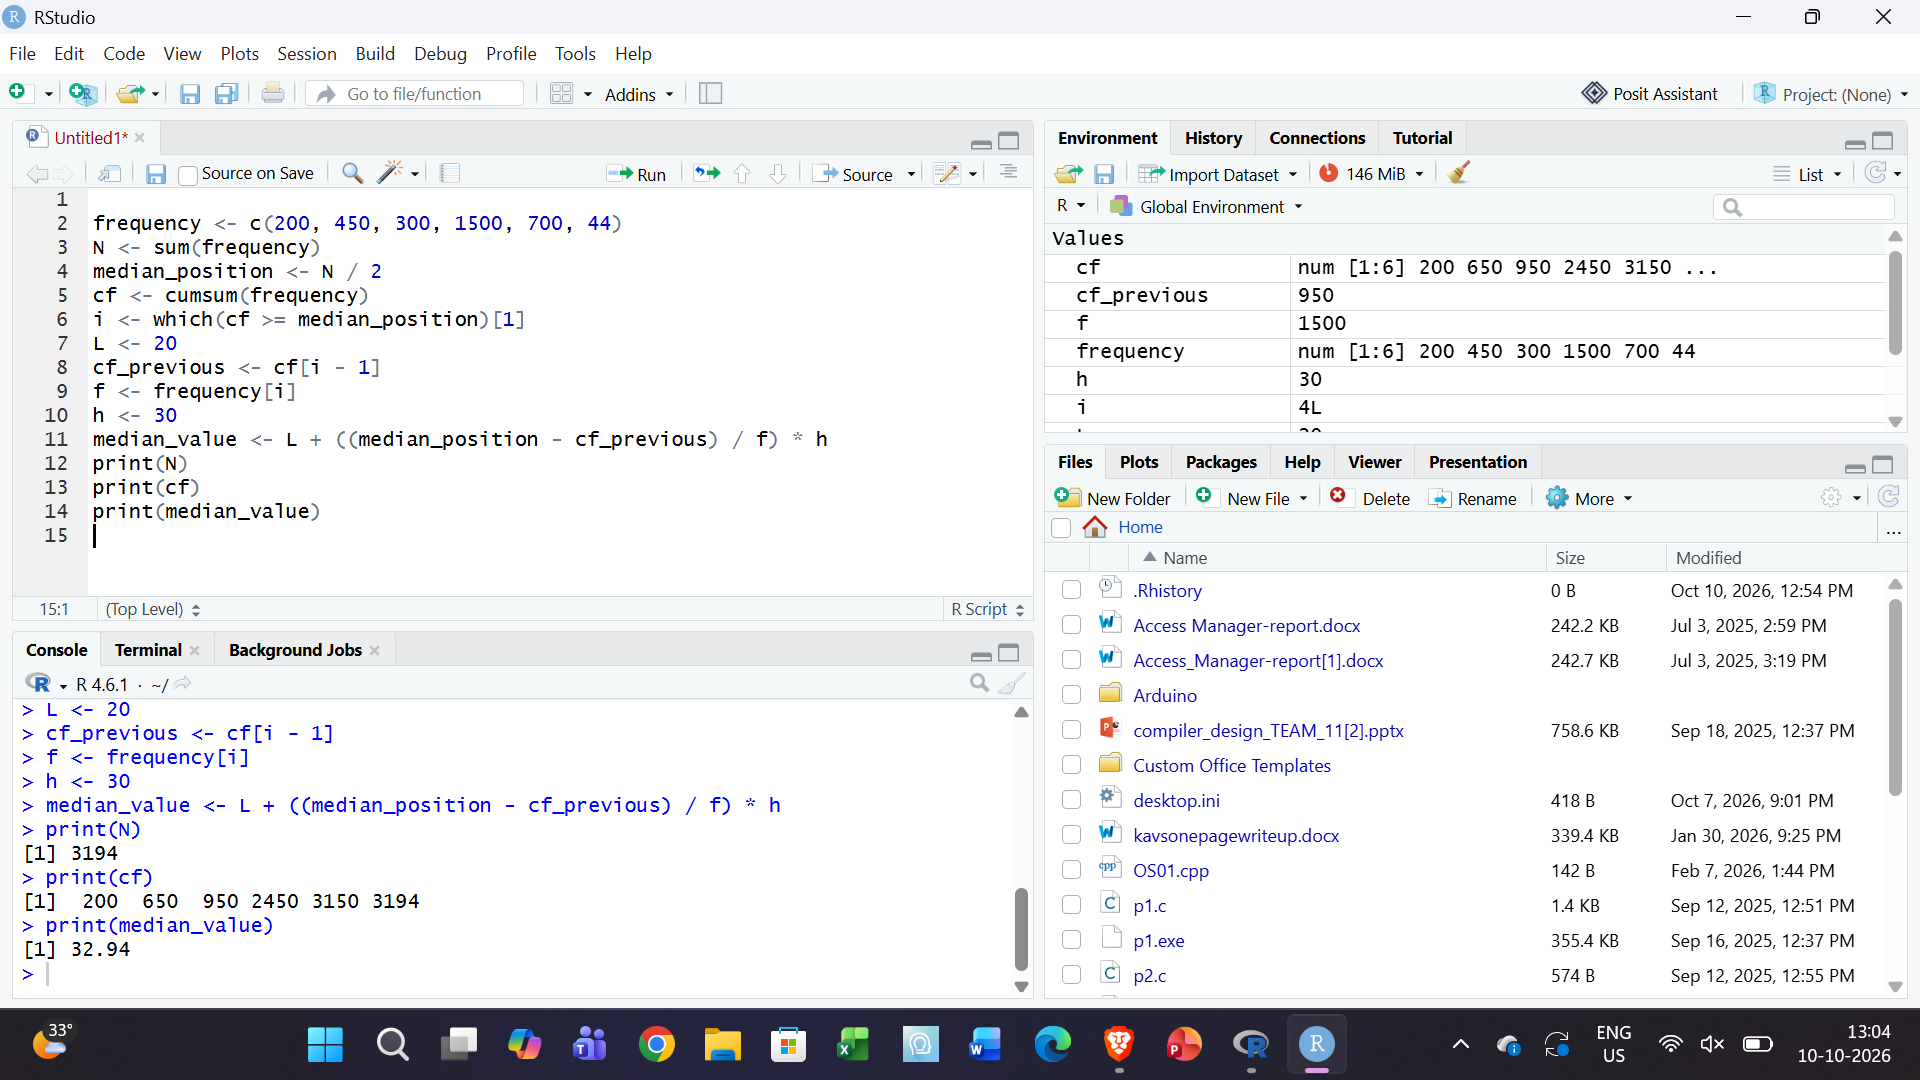 RStudio
File Edit Code View Plots Session Build Debug Profile Tools Help
Go to file/function Addins Posit Assistant Project: (None)
Untitled1*
Source on Save Run Source
1
2 frequency <- c(200, 450, 300, 1500, 700, 44)
3 N <- sum(frequency)
4 median_position <- N / 2
5 cf <- cumsum(frequency)
6 i <- which(cf >= median_position)[1]
7 L <- 20
8 cf_previous <- cf[i - 1]
9 f <- frequency[i]
10 h <- 30
11 median_value <- L + ((median_position - cf_previous) / f) * h
12 print(N)
13 print(cf)
14 print(median_value)
15
15:1 (Top Level) R Script
Console Terminal Background Jobs
R 4.6.1 · ~/
> L <- 20
> cf_previous <- cf[i - 1]
> f <- frequency[i]
> h <- 30
> median_value <- L + ((median_position - cf_previous) / f) * h
> print(N)
[1] 3194
> print(cf)
[1]  200  650  950 2450 3150 3194
> print(median_value)
[1] 32.94
>
Environment History Connections Tutorial
Import Dataset 146 MiB List
R Global Environment
Values
cf num [1:6] 200 650 950 2450 3150 ...
cf_previous 950
f 1500
frequency num [1:6] 200 450 300 1500 700 44
h 30
i 4L
Files Plots Packages Help Viewer Presentation
New Folder New File Delete Rename More
Home ...
Name Size Modified
.Rhistory 0 B Oct 10, 2026, 12:54 PM
Access Manager-report.docx 242.2 KB Jul 3, 2025, 2:59 PM
Access_Manager-report[1].docx 242.7 KB Jul 3, 2025, 3:19 PM
Arduino
compiler_design_TEAM_11[2].pptx 758.6 KB Sep 18, 2025, 12:37 PM
Custom Office Templates
desktop.ini 418 B Oct 7, 2026, 9:01 PM
kavsonepagewriteup.docx 339.4 KB Jan 30, 2026, 9:25 PM
OS01.cpp 142 B Feb 7, 2026, 1:44 PM
p1.c 1.4 KB Sep 12, 2025, 12:51 PM
p1.exe 355.4 KB Sep 16, 2025, 12:37 PM
p2.c 574 B Sep 12, 2025, 12:55 PM
33°
ENG
US
13:04
10-10-2026